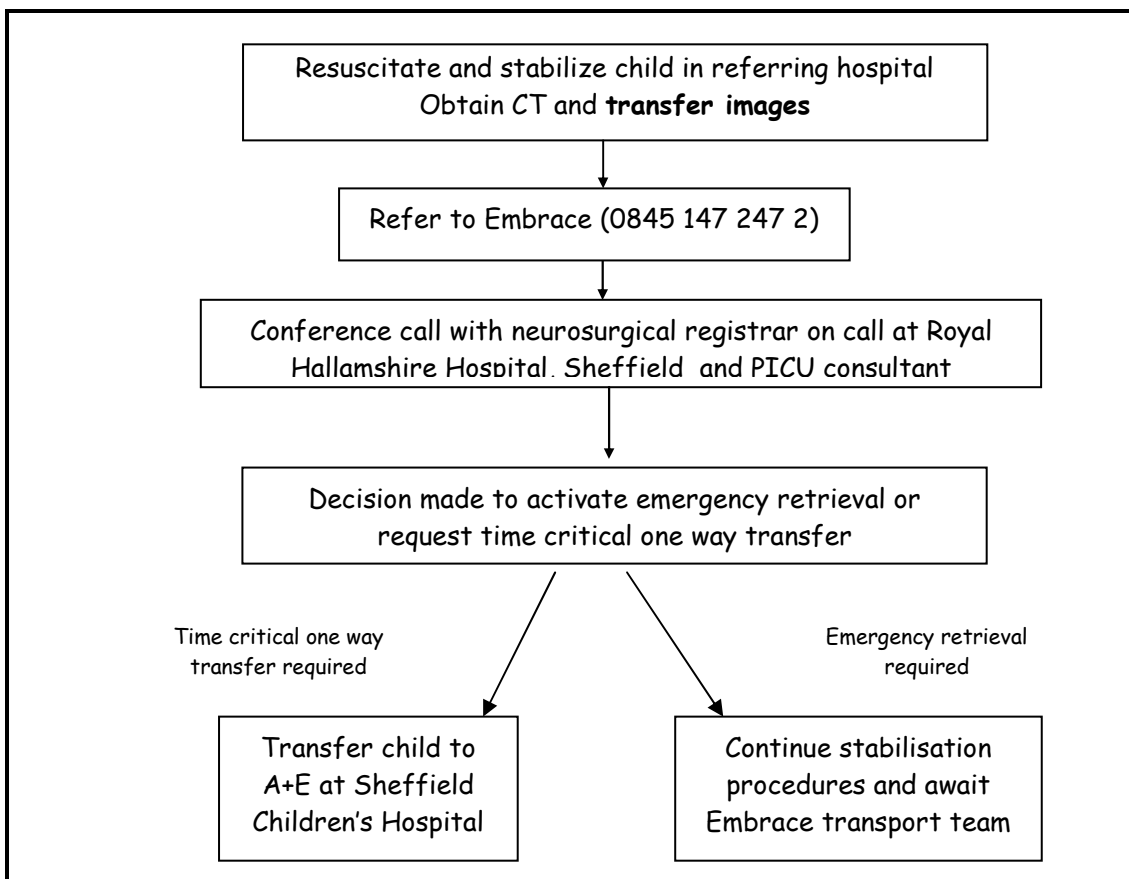 Resuscitate and stabilize child in referring hospital
Obtain CT and transfer images
Refer to Embrace (0845 147 247 2)
Conference call with neurosurgical registrar on call at Royal
Hallamshire Hospital, Sheffield  and PICU consultant
Decision made to activate emergency retrieval or
request time critical one way transfer
Time critical one way
transfer required
Emergency retrieval
required
Transfer child to
A+E at Sheffield
Children's Hospital
Continue stabilisation
procedures and await
Embrace transport team